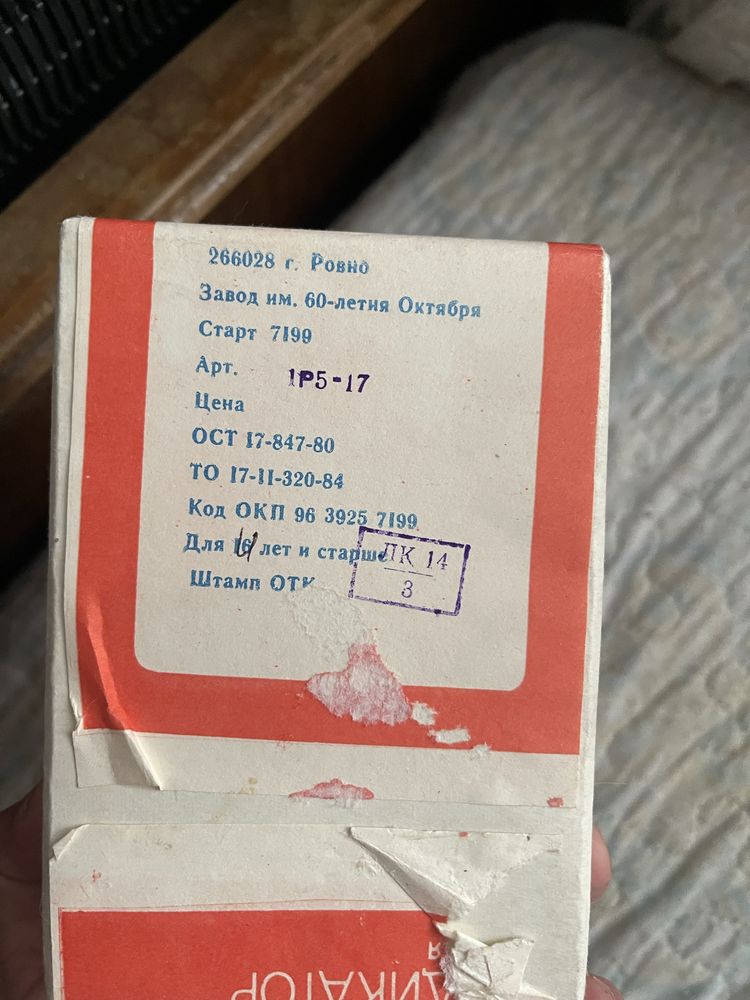 266028 г. Ровно
Завод им. 60-летия Октября
Старт 7199
Арт. 1Р5-17
Цена
ОСТ 17-847-80
ТО 17-11-320-84
Код ОКП 96 3925 7199
Для лет и старше
ЛК 14
Штамп ОТК
3
ДИКАТОР